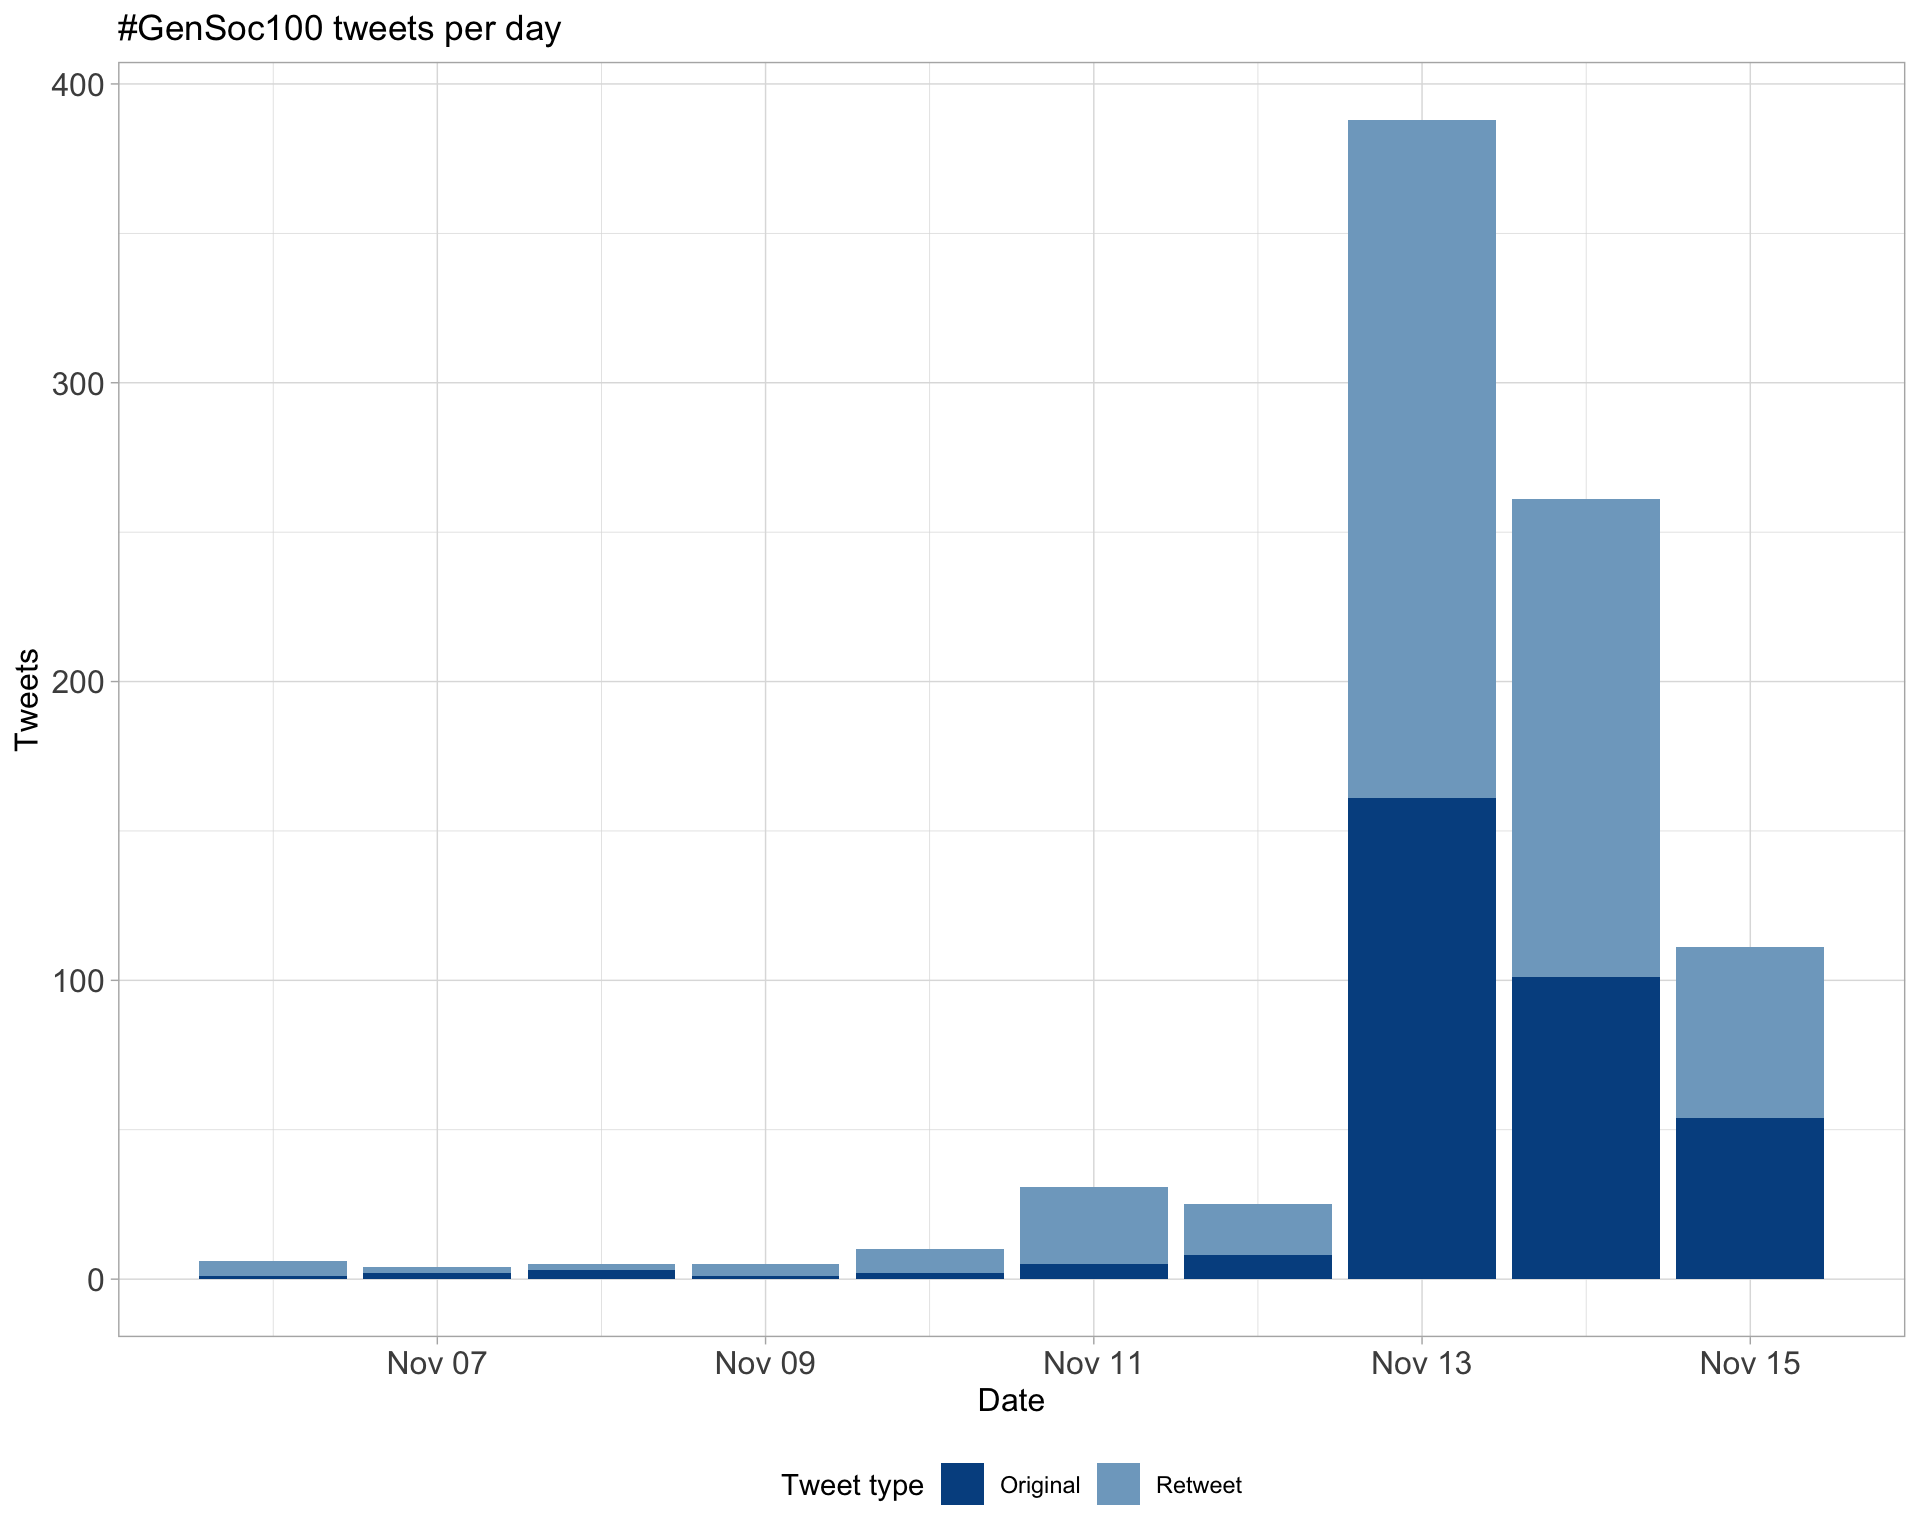 #GenSoc100 tweets per day
400
300
200
100
0
Tweets
Nov 07 Nov 09 Nov 11 Nov 13 Nov 15
Date
Tweet type Original Retweet